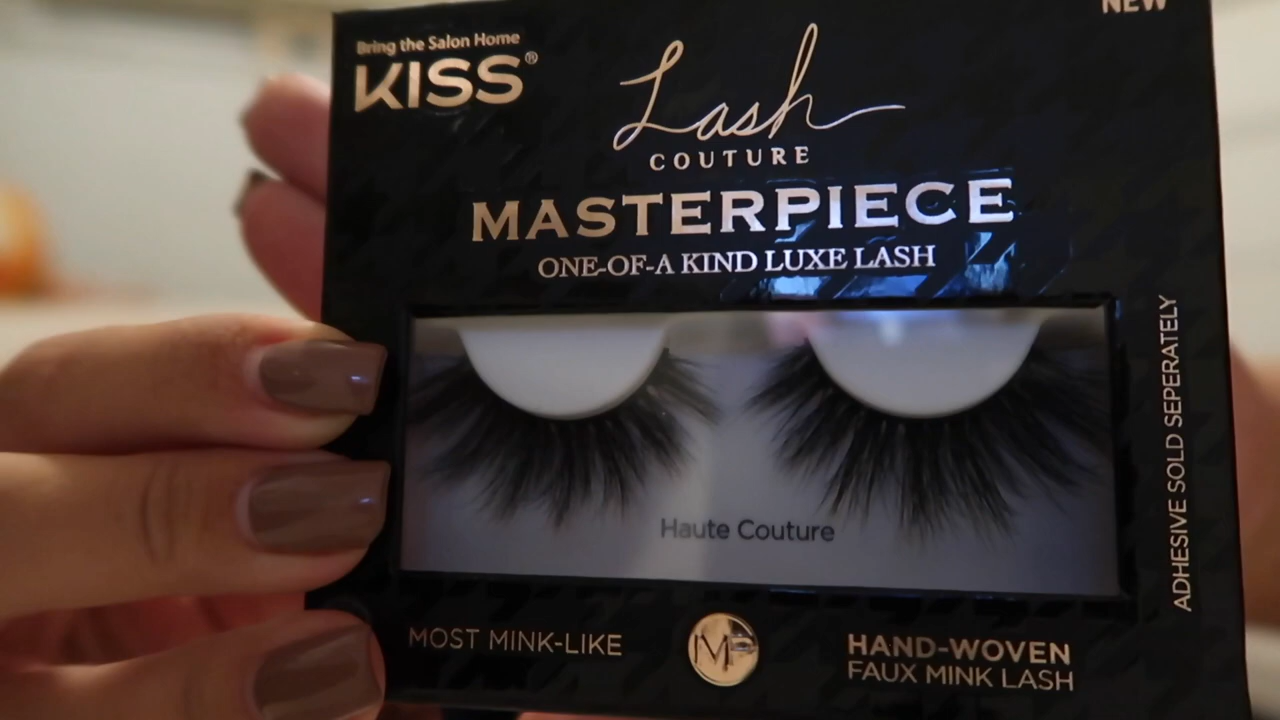 NEW
Bring the Salon Home
KISS®
Lash
COUTURE
MASTERPIECE
ONE-OF-A KIND LUXE LASH
Haute Couture
ADHESIVE SOLD SEPERATELY
MOST MINK-LIKE
MP
HAND-WOVEN
FAUX MINK LASH